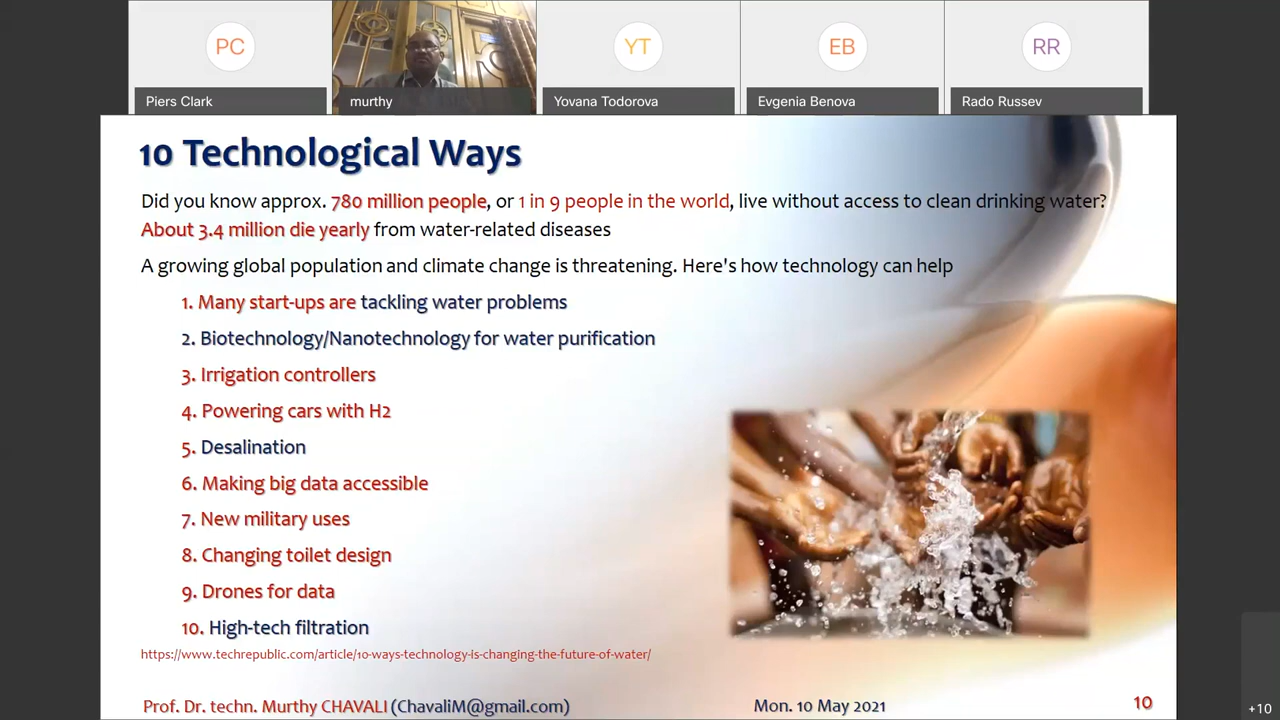 PC
YT
EB
RR
Piers Clark
murthy
Yovana Todorova
Evgenia Benova
Rado Russev
10 Technological Ways
Did you know approx. 780 million people, or 1 in 9 people in the world, live without access to clean drinking water?
About 3.4 million die yearly from water-related diseases
A growing global population and climate change is threatening. Here's how technology can help
1. Many start-ups are tackling water problems
2. Biotechnology/Nanotechnology for water purification
3. Irrigation controllers
4. Powering cars with H2
5. Desalination
6. Making big data accessible
7. New military uses
8. Changing toilet design
9. Drones for data
10. High-tech filtration
https://www.techrepublic.com/article/10-ways-technology-is-changing-the-future-of-water/
Prof. Dr. techn. Murthy CHAVALI (ChavaliM@gmail.com)
Mon. 10 May 2021
10
+10